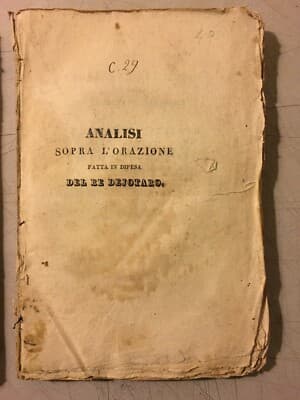 C. 29
ANALISI
SOPRA L'ORAZIONE
FATTA IN DIFESA
DEL RE DEJOTARO.